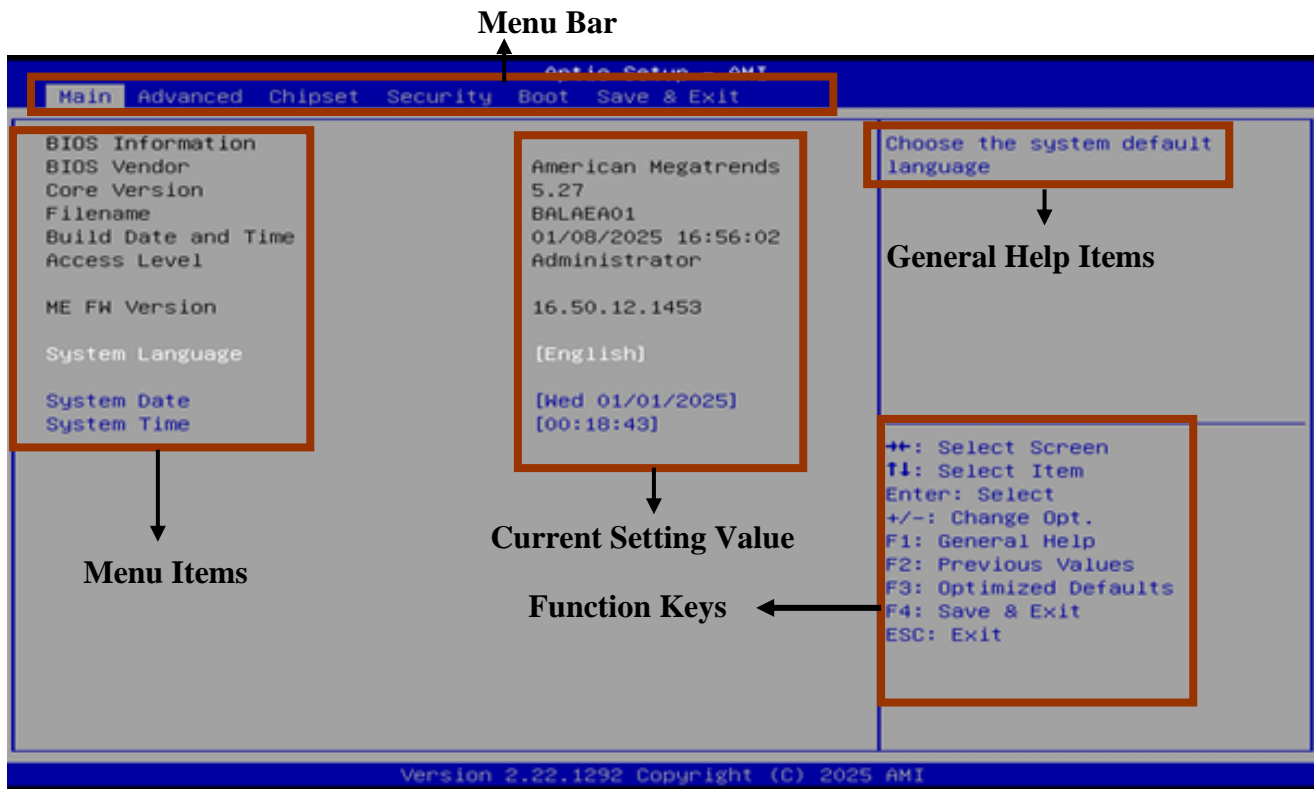 Menu Bar
Aptio Setup – AMI
Main Advanced Chipset Security Boot Save & Exit
BIOS Information
BIOS Vendor American Megatrends
Core Version 5.27
Filename BALAEA01
Build Date and Time 01/08/2025 16:56:02
Access Level Administrator
ME FW Version 16.50.12.1453
System Language [English]
System Date [Wed 01/01/2025]
System Time [00:18:43]
Choose the system default
language
General Help Items
→←: Select Screen
↑↓: Select Item
Enter: Select
+/-: Change Opt.
F1: General Help
F2: Previous Values
F3: Optimized Defaults
F4: Save & Exit
ESC: Exit
Current Setting Value
Menu Items
Function Keys
Version 2.22.1292 Copyright (C) 2025 AMI